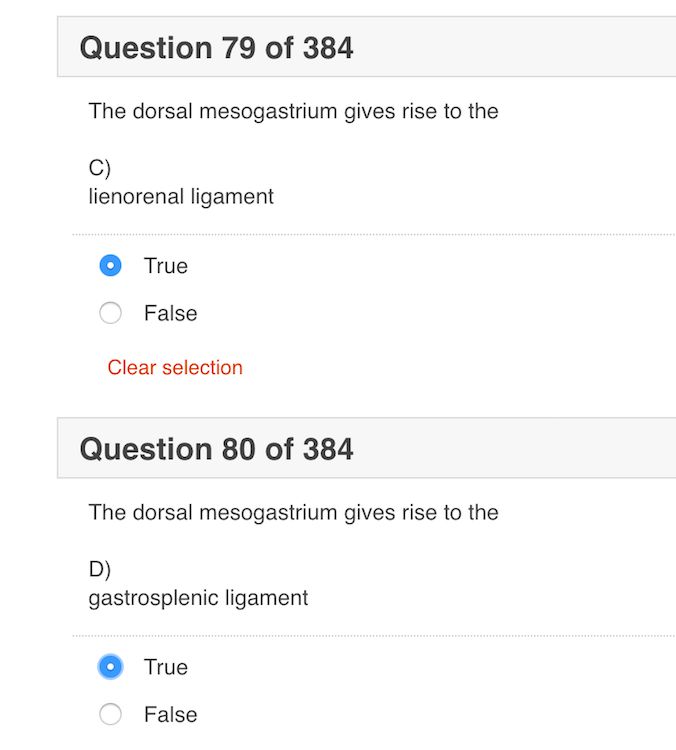 Question 79 of 384
The dorsal mesogastrium gives rise to the
C)
lienorenal ligament
True
False
Clear selection
Question 80 of 384
The dorsal mesogastrium gives rise to the
D)
gastrosplenic ligament
True
False